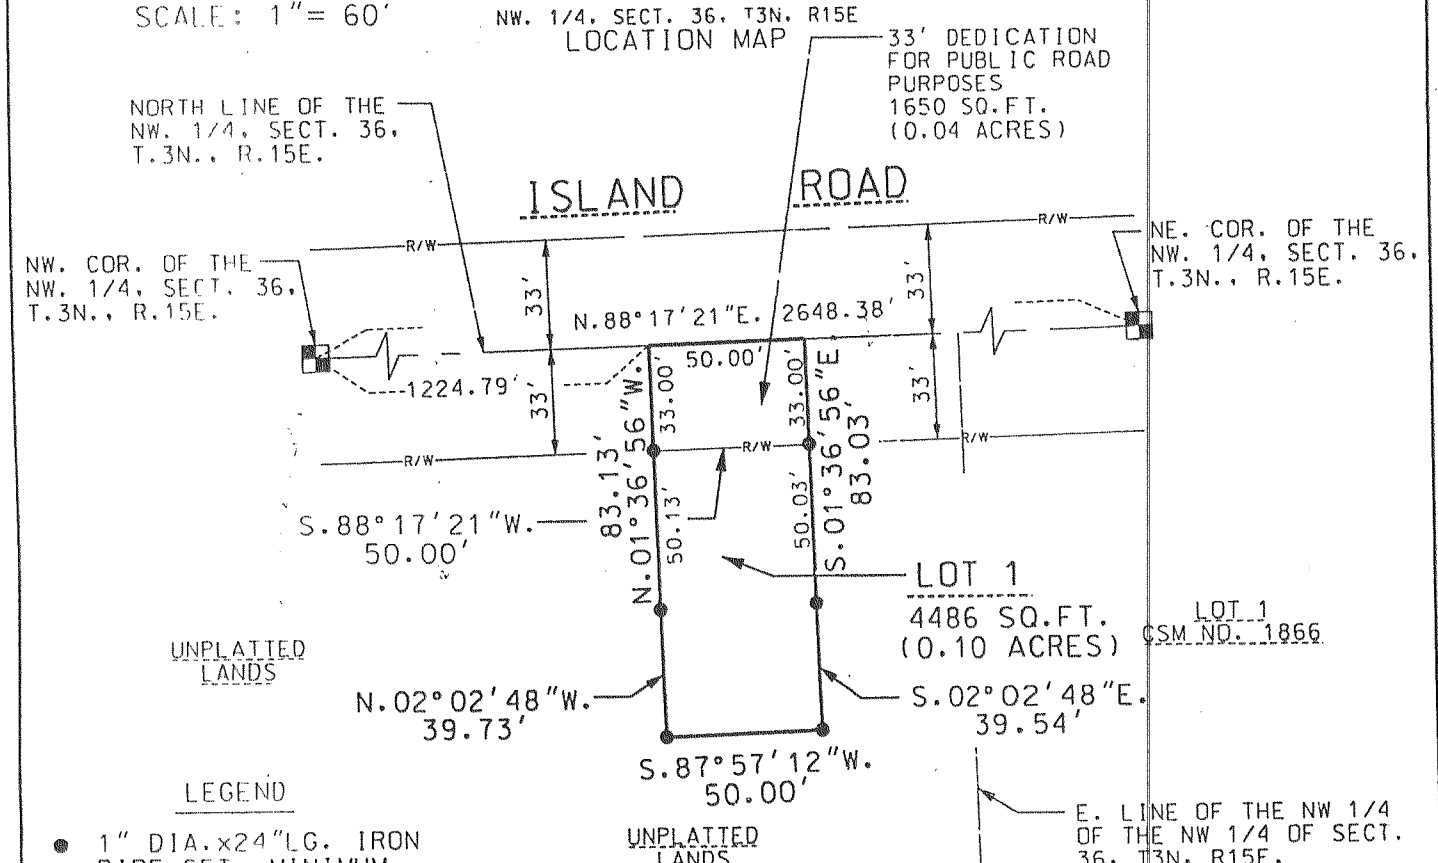 SCALE: 1"= 60'
NW. 1/4, SECT. 36, T3N, R15E
LOCATION MAP
33' DEDICATION
FOR PUBLIC ROAD
PURPOSES
1650 SQ.FT.
(0.04 ACRES)
NORTH LINE OF THE
NW. 1/4, SECT. 36,
T.3N., R.15E.
ISLAND ROAD
R/W
R/W
NW. COR. OF THE
NW. 1/4, SECT. 36,
T.3N., R.15E.
NE. COR. OF THE
NW. 1/4, SECT. 36,
T.3N., R.15E.
33'
33'
N.88°17'21"E. 2648.38'
50.00'
1224.79'
33'
33'
33.00'
33.00'
N.01°36'56"W.
83.13'
S.01°36'56"E.
83.03'
R/W
R/W
R/W
50.13'
50.03'
S.88°17'21"W.
50.00'
LOT 1
4486 SQ.FT.
(0.10 ACRES)
LOT 1
CSM NO. 1866
UNPLATTED
LANDS
N.02°02'48"W.
39.73'
S.02°02'48"E.
39.54'
S.87°57'12"W.
50.00'
LEGEND
● 1" DIA.x24"LG. IRON
PIPE SET, MINIMUM
UNPLATTED
LANDS
E. LINE OF THE NW 1/4
OF THE NW 1/4 OF SECT.
36, T3N, R15E.